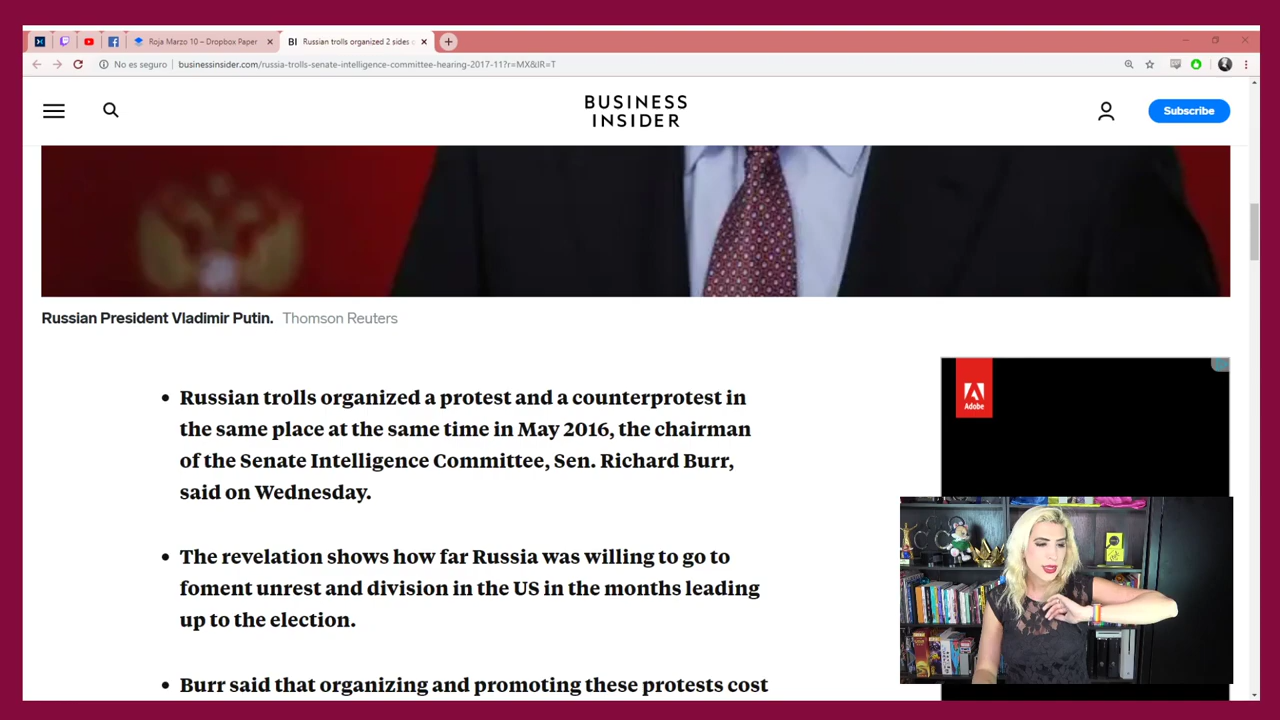 Roja Marzo 10 – Dropbox Paper
BI Russian trolls organized 2 sides
No es seguro businessinsider.com/russia-trolls-senate-intelligence-committee-hearing-2017-11?r=MX&IR=T
BUSINESS
INSIDER
Subscribe
Russian President Vladimir Putin. Thomson Reuters
Russian trolls organized a protest and a counterprotest in
the same place at the same time in May 2016, the chairman
of the Senate Intelligence Committee, Sen. Richard Burr,
said on Wednesday.
Adobe
The revelation shows how far Russia was willing to go to
foment unrest and division in the US in the months leading
up to the election.
Burr said that organizing and promoting these protests cost